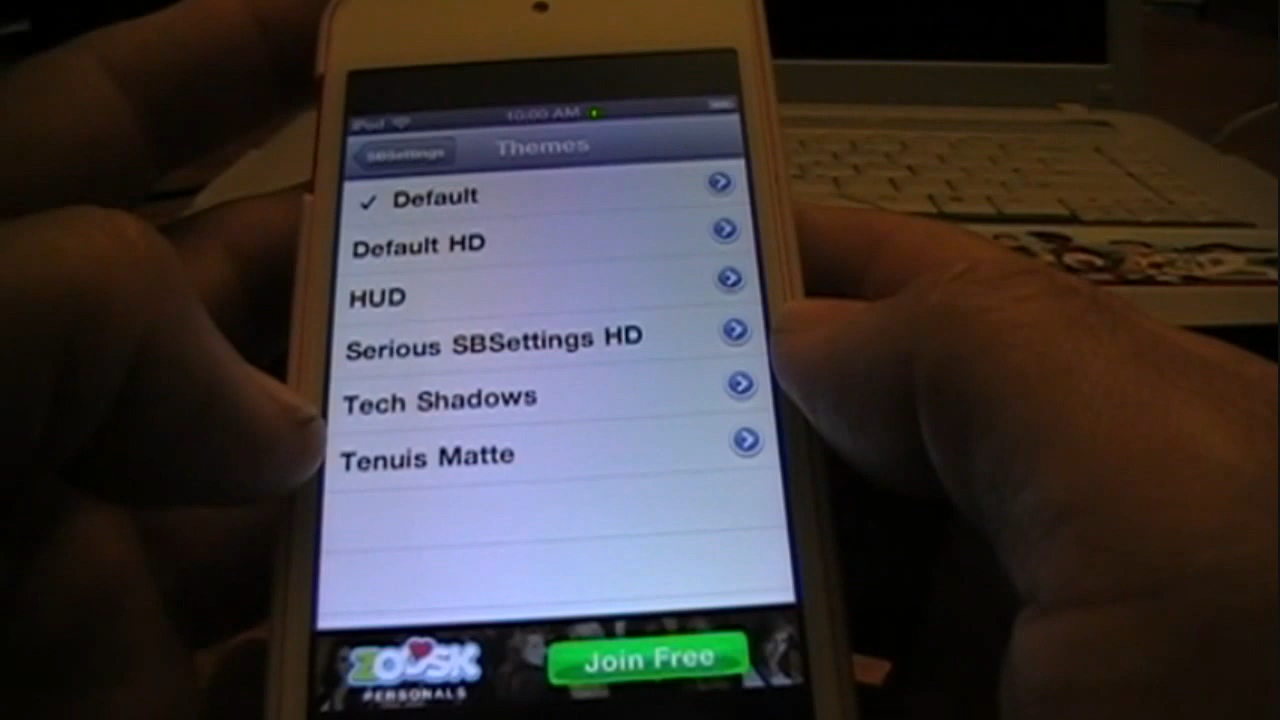 iPod 10:00 AM
SBSettings Themes
Default
Default HD
HUD
Serious SBSettings HD
Tech Shadows
Tenuis Matte
zoosk Join Free
PERSONALS